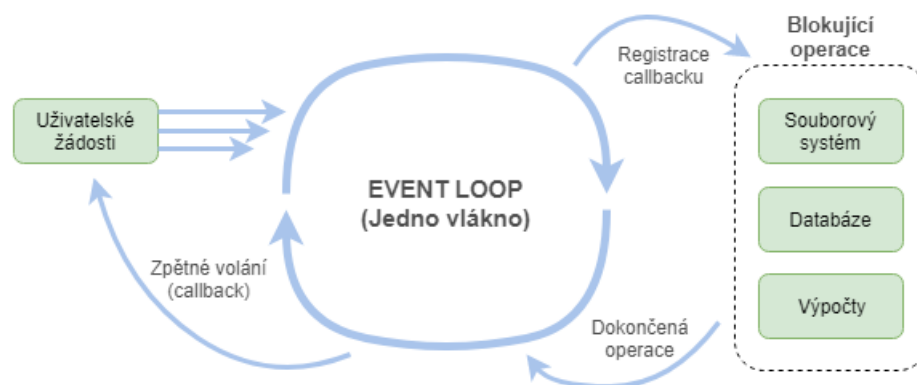 Uživatelské
žádosti
EVENT LOOP
(Jedno vlákno)
Registrace
callbacku
Blokující
operace
Souborový
systém
Databáze
Výpočty
Dokončená
operace
Zpětné volání
(callback)